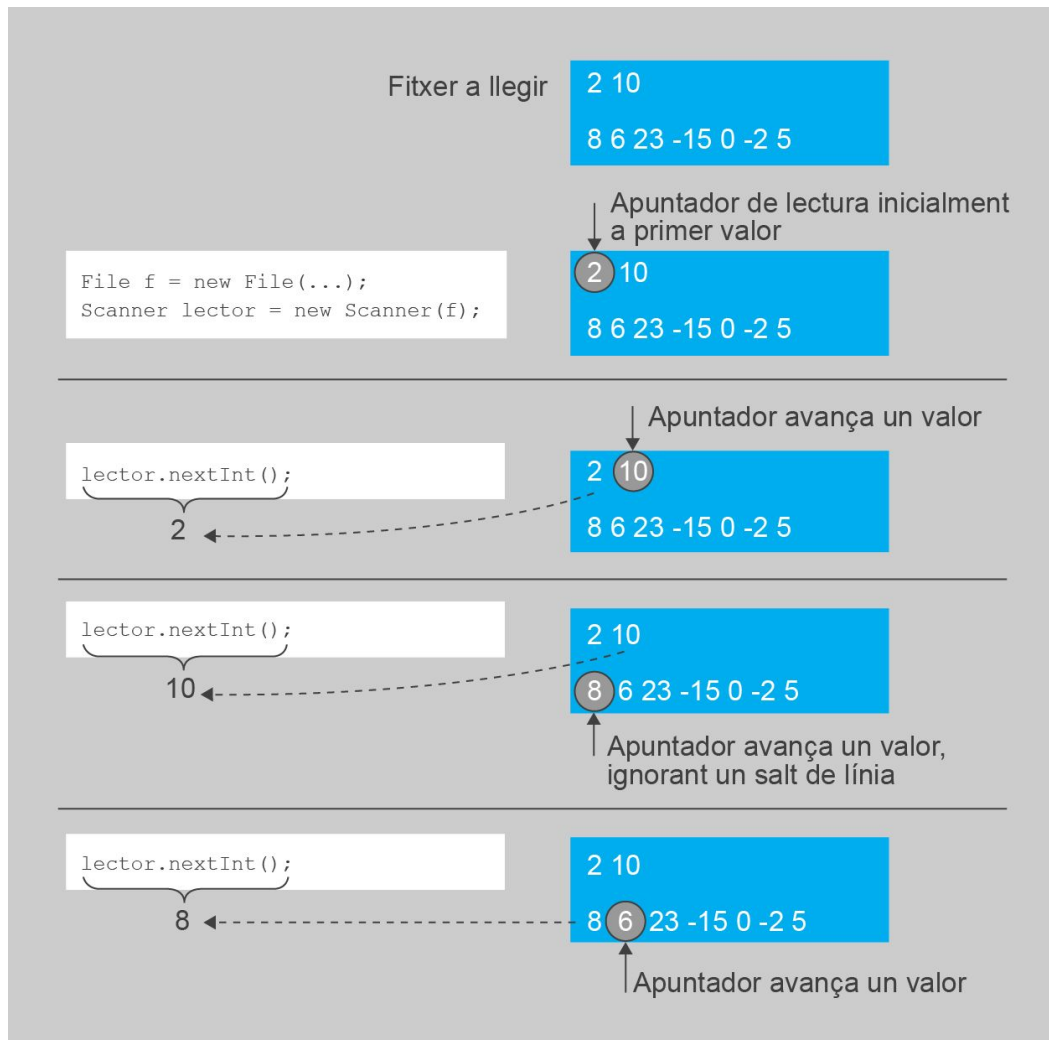 Fitxer a llegir
2 10
8 6 23 -15 0 -2 5
Apuntador de lectura inicialment
a primer valor
File f = new File(...);
Scanner lector = new Scanner(f);
2 10
8 6 23 -15 0 -2 5
Apuntador avança un valor
lector.nextInt();
2
2 10
8 6 23 -15 0 -2 5
lector.nextInt();
10
2 10
8 6 23 -15 0 -2 5
Apuntador avança un valor,
ignorant un salt de línia
lector.nextInt();
8
2 10
8 6 23 -15 0 -2 5
Apuntador avança un valor